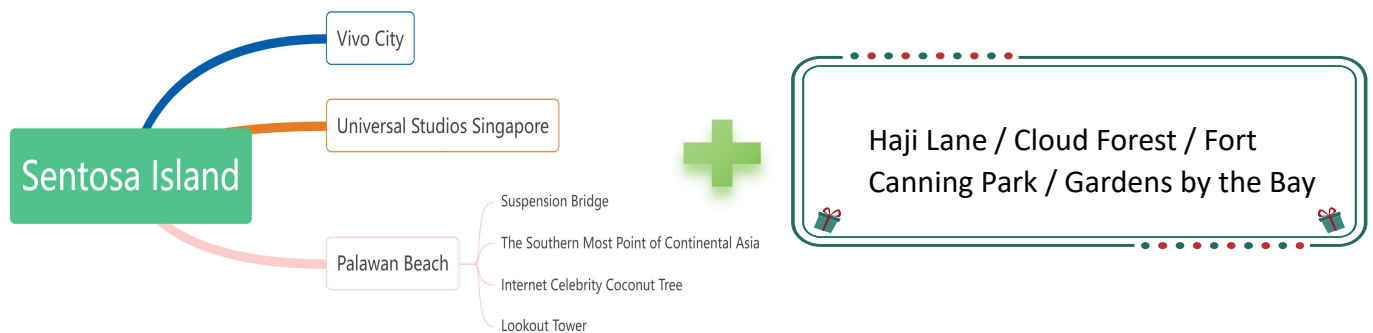 Sentosa Island
Vivo City
Universal Studios Singapore
Palawan Beach
Suspension Bridge
The Southern Most Point of Continental Asia
Internet Celebrity Coconut Tree
Lookout Tower
Haji Lane / Cloud Forest / Fort
Canning Park / Gardens by the Bay